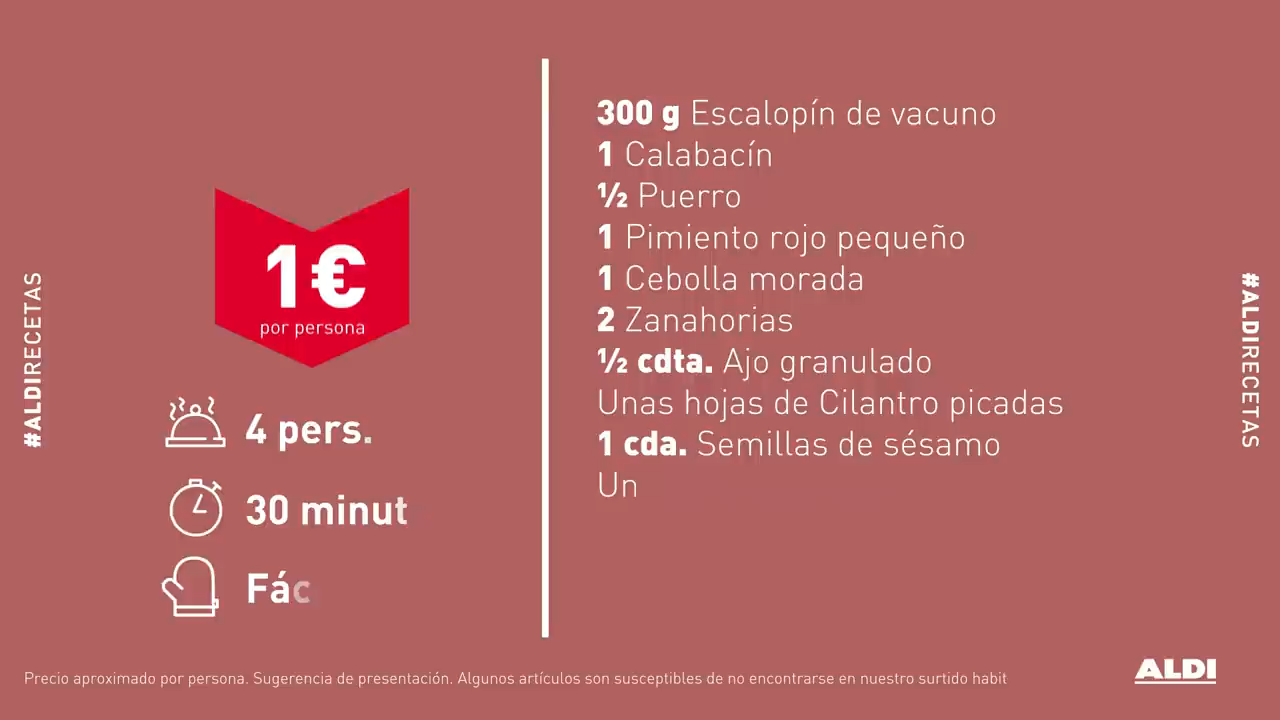 #ALDIRECETAS
1€
por persona
4 pers.
30 minut
Fác
300 g Escalopín de vacuno
1 Calabacín
½ Puerro
1 Pimiento rojo pequeño
1 Cebolla morada
2 Zanahorias
½ cdta. Ajo granulado
Unas hojas de Cilantro picadas
1 cda. Semillas de sésamo
Un
#ALDIRECETAS
Precio aproximado por persona. Sugerencia de presentación. Algunos artículos son susceptibles de no encontrarse en nuestro surtido habit
ALDI